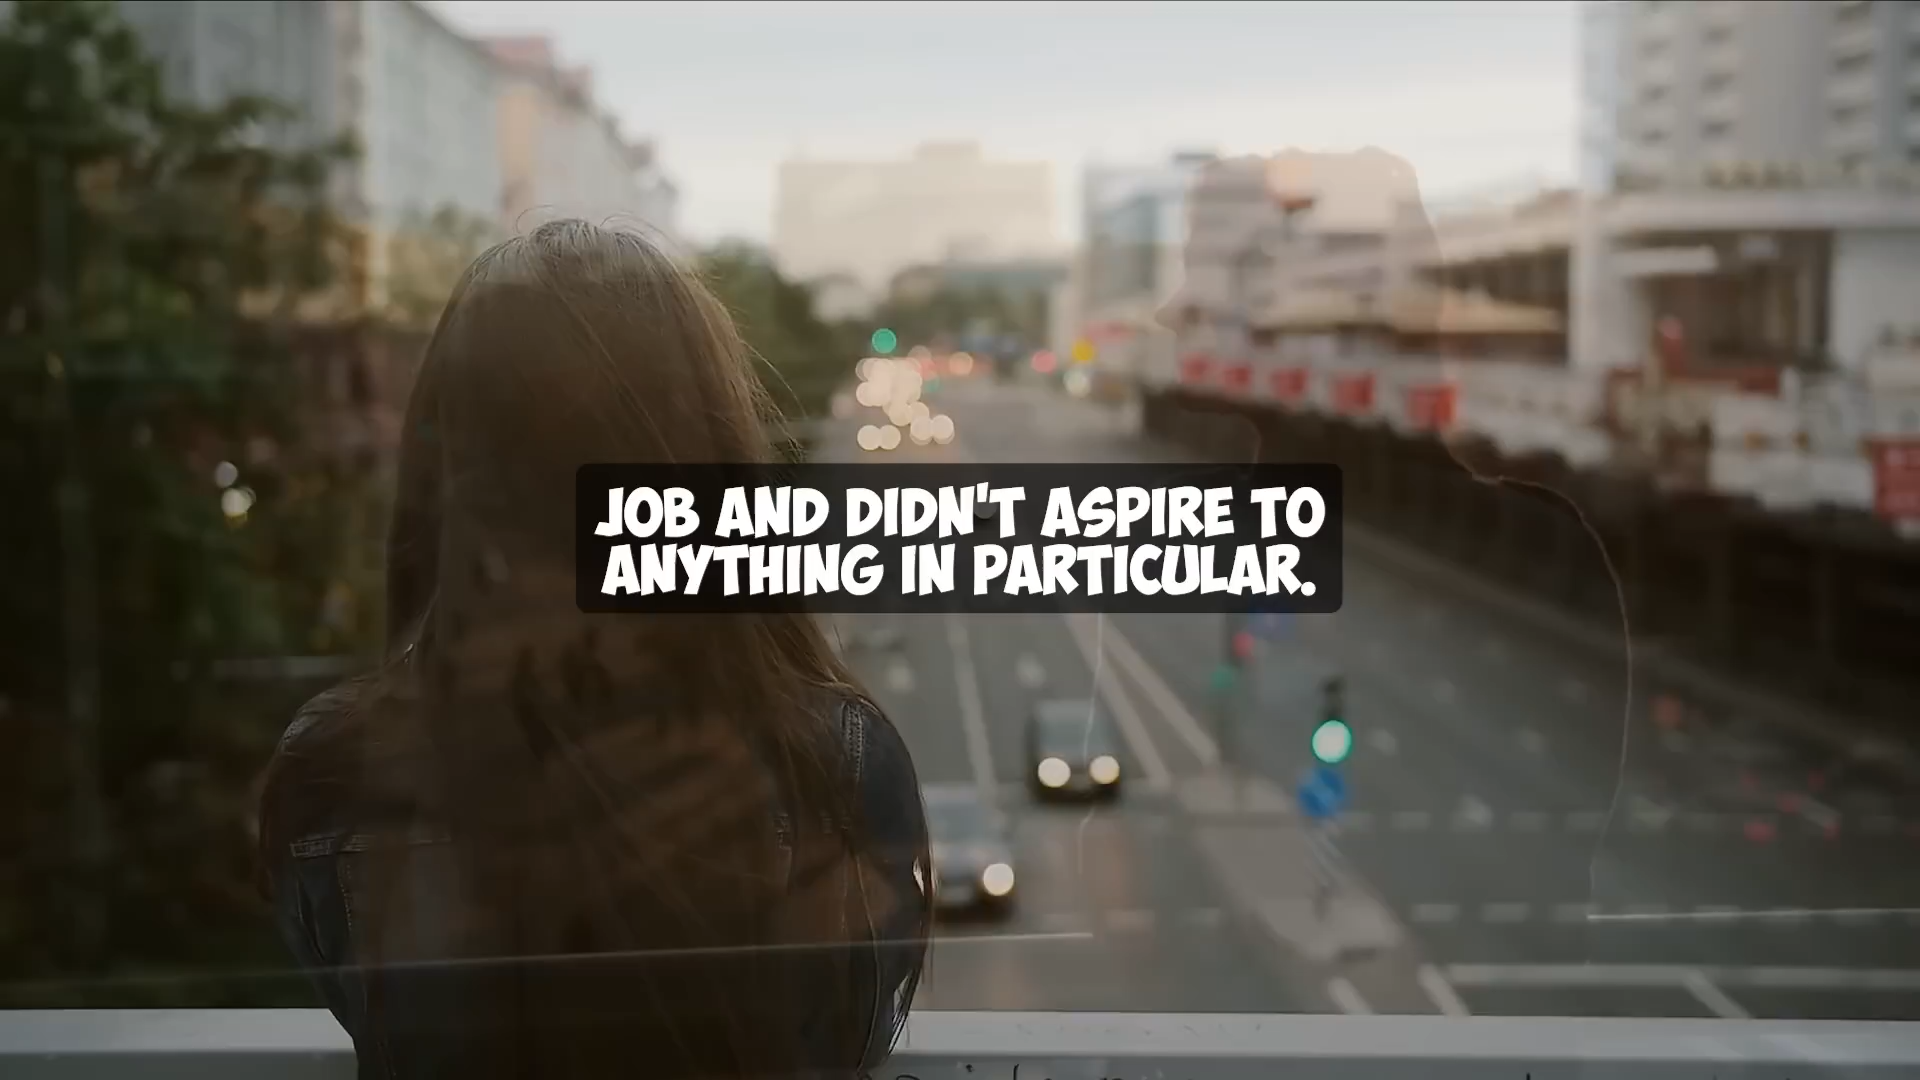 JOB AND DIDN'T ASPIRE TO
ANYTHING IN PARTICULAR.